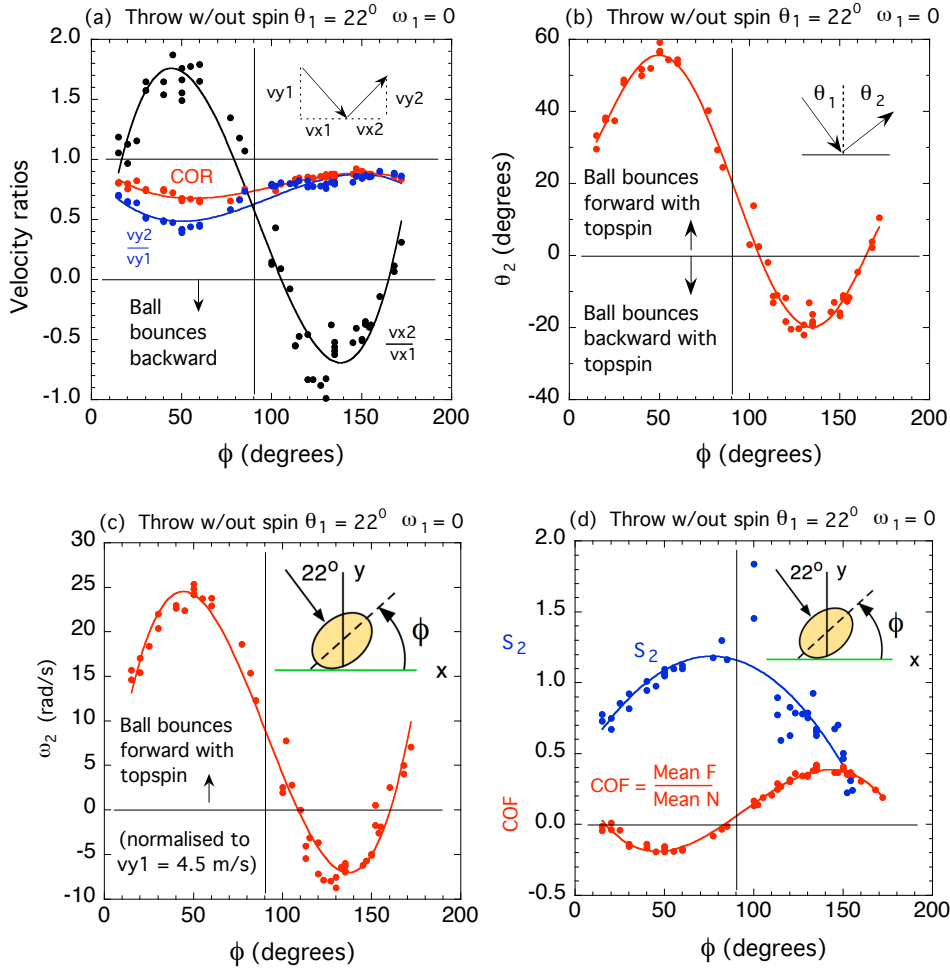 (a) Throw w/out spin θ1 = 22⁰ ω1 = 0
2.0
1.5
1.0
0.5
0.0
-0.5
-1.0
Velocity ratios
vy1
vy2
vx1
vx2
COR
vy2
vy1
Ball
bounces
backward
vx2
vx1
0
50
100
150
200
ϕ (degrees)
(b) Throw w/out spin θ1 = 22⁰ ω1 = 0
60
40
20
0
-20
-40
θ2 (degrees)
θ1
θ2
Ball bounces
forward with
topspin
Ball bounces
backward with
topspin
0
50
100
150
200
ϕ (degrees)
(c) Throw w/out spin θ1 = 22⁰ ω1 = 0
30
25
20
15
10
5
0
-5
-10
ω2 (rad/s)
22⁰
y
ϕ
x
Ball bounces
forward with
topspin
(normalised to
vy1 = 4.5 m/s)
0
50
100
150
200
ϕ (degrees)
(d) Throw w/out spin θ1 = 22⁰ ω1 = 0
2.0
1.5
1.0
0.5
0.0
-0.5
S2
COF
S2
22⁰
y
ϕ
x
COF = Mean F
Mean N
0
50
100
150
200
ϕ (degrees)